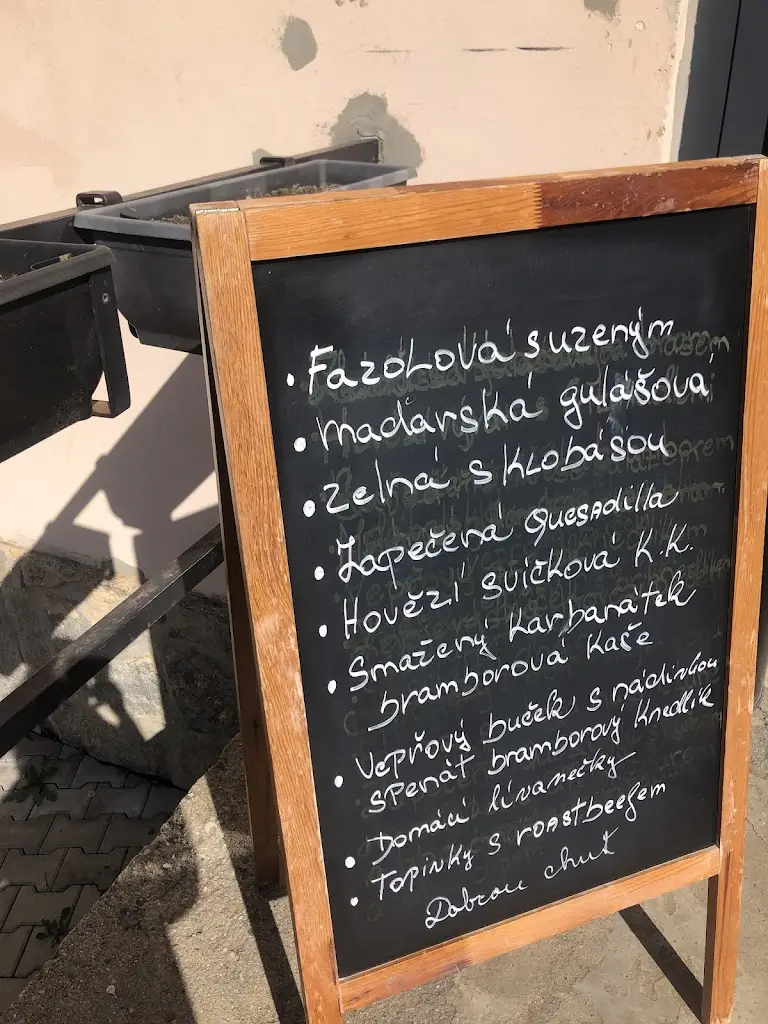 • Fazolová s uzeným
• Maďarská gulášová
• Zelná s klobásou
• Zapečená Quesadilla
• Hovězí svíčková K.K.
• Smažený karbanátek
bramborová kaše
• Vepřový buček s nádivkou
špenát bramborový knedlík
• Domácí lívanečky
• Topinky s roastbeefem
Dobrou chuť